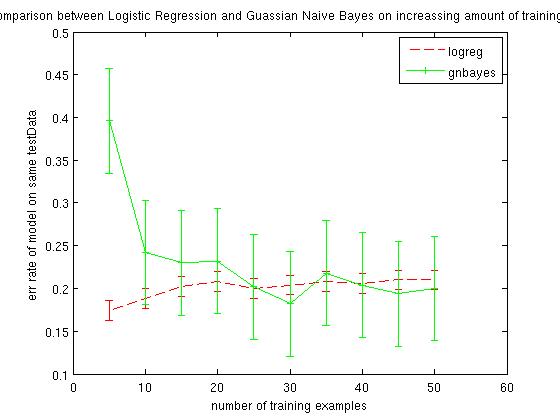 omparison between Logistic Regression and Guassian Naive Bayes on increassing amount of training
logreg
gnbayes
0.5
0.45
0.4
0.35
0.3
0.25
0.2
0.15
0.1
err rate of model on same testData
0 10 20 30 40 50 60
number of training examples